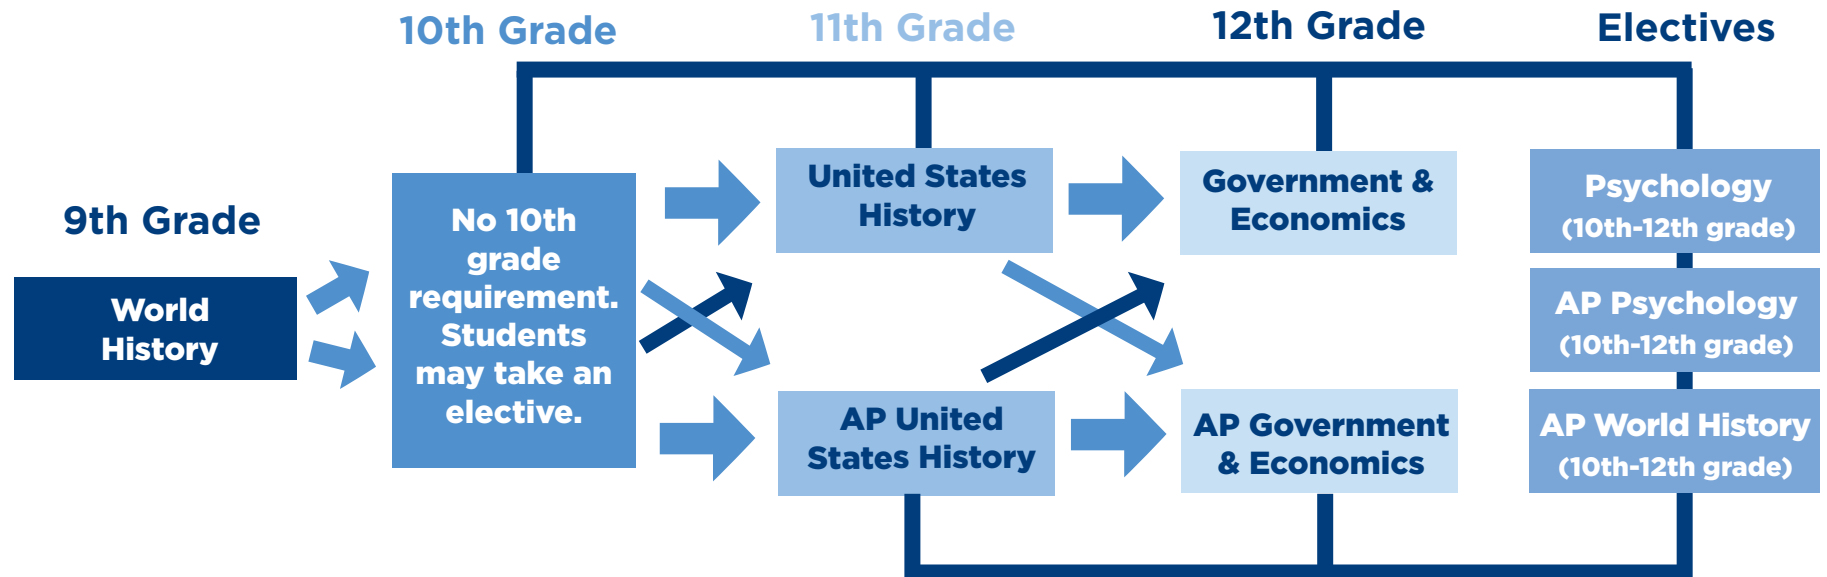 10th Grade
11th Grade
12th Grade
Electives
9th Grade
World
History
No 10th
grade
requirement.
Students
may take an
elective.
United States
History
AP United
States History
Government &
Economics
AP Government
& Economics
Psychology
(10th-12th grade)
AP Psychology
(10th-12th grade)
AP World History
(10th-12th grade)